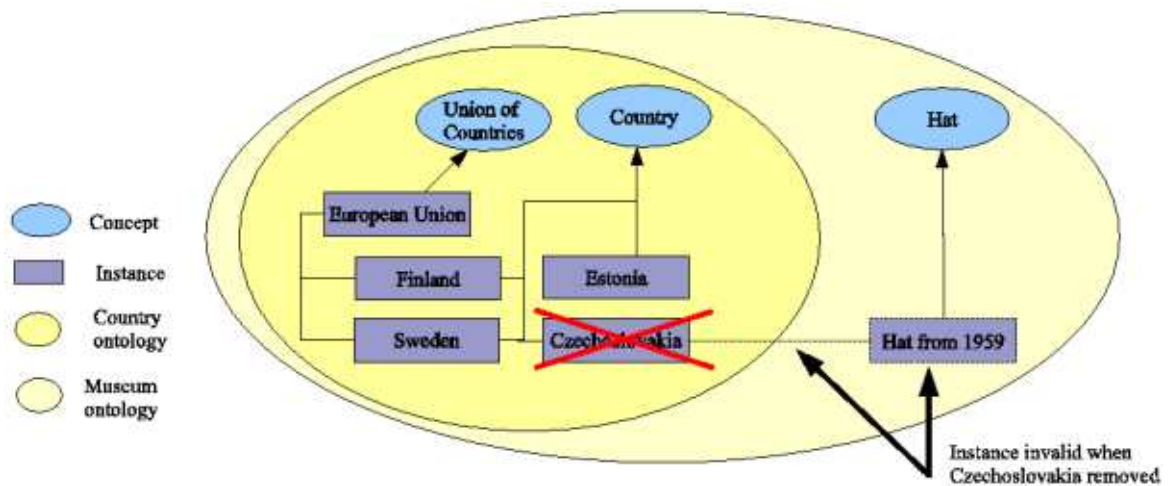 Union of
Countries
Country
Hat
European Union
Finland
Estonia
Sweden
Czechoslovakia
Hat from 1959
Concept
Instance
Country
ontology
Museum
ontology
Instance invalid when
Czechoslovakia removed